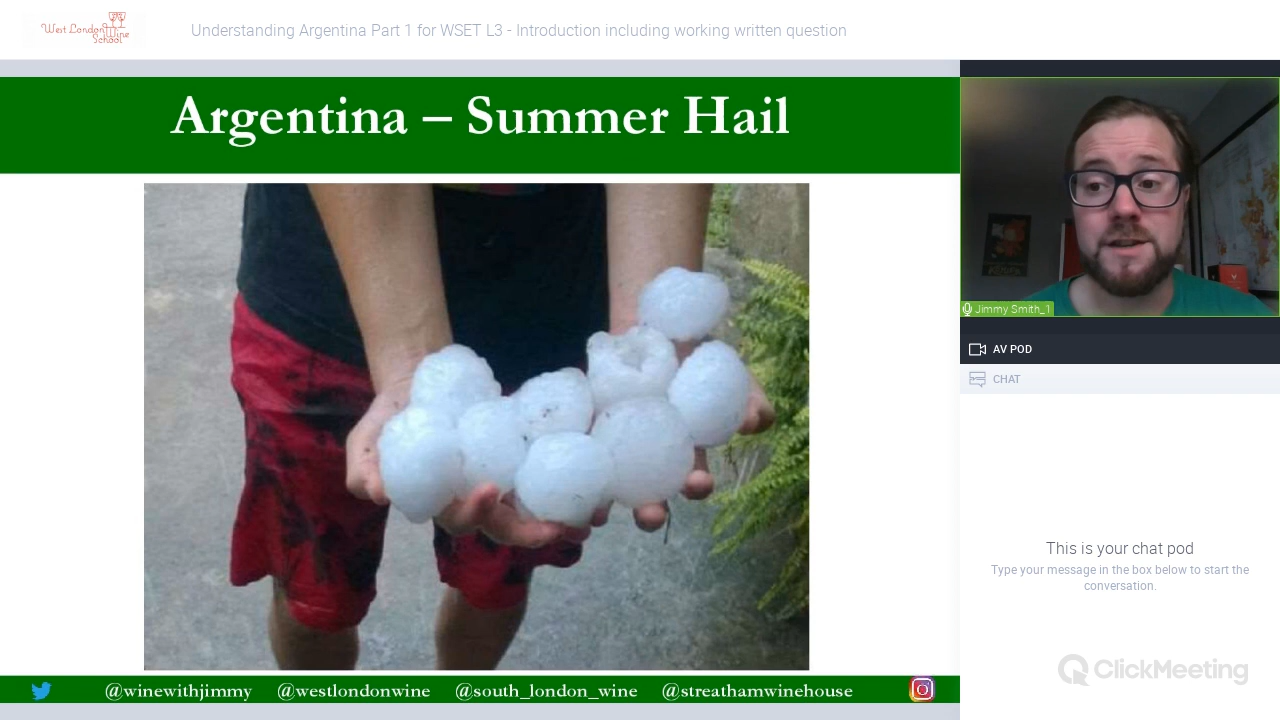 West London
Wine
School
Understanding Argentina Part 1 for WSET L3 - Introduction including working written question
Argentina – Summer Hail
Jimmy Smith_1
AV POD
CHAT
This is your chat pod
Type your message in the box below to start the
conversation.
ClickMeeting
@winewithjimmy @westlondonwine @south_london_wine @streathamwinehouse